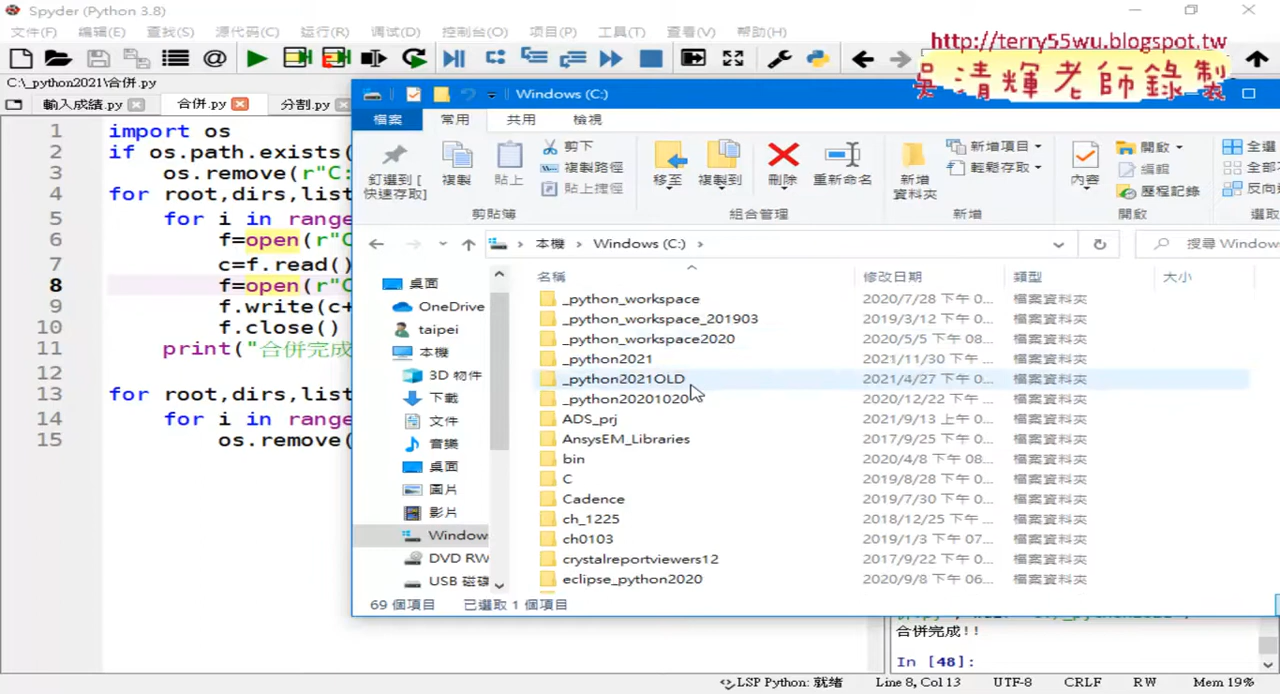 Spyder (Python 3.8)
文件(F) 编辑(E) 查找(S) 源代码(C) 运行(R) 调试(D) 控制台(O) 项目(P) 工具(T) 查看(V) 帮助(H)
http://terry55wu.blogspot.tw
吳清輝老師錄製
C:\_python2021\合併.py
輸入成績.py 合併.py 分割.py
1 import os
2 if os.path.exists(
3 os.remove(r"C:
4 for root,dirs,list
5 for i in range
6 f=open(r"C
7 c=f.read()
8 f=open(r"C
9 f.write(c+
10 f.close()
11 print("合併完成
12
13 for root,dirs,list
14 for i in range
15 os.remove(
Windows (C:)
檔案 常用 共用 檢視
釘選到 [快速存取]
複製
貼上
剪下
複製路徑
貼上捷徑
剪貼簿
移至
複製到
刪除
重新命名
組合管理
新增資料夾
新增項目
輕鬆存取
新增
內容
開啟
編輯
歷程記錄
開啟
全選
全部
反向
選取
本機 Windows (C:)
搜尋 Window
桌面
OneDrive
taipei
本機
3D 物件
下載
文件
音樂
桌面
圖片
影片
Window
DVD RW
USB 磁碟
名稱 修改日期 類型 大小
_python_workspace 2020/7/28 下午 0... 檔案資料夾
_python_workspace_201903 2019/3/12 下午 0... 檔案資料夾
_python_workspace2020 2020/5/5 下午 08... 檔案資料夾
_python2021 2021/11/30 下午 ... 檔案資料夾
_python2021OLD 2021/4/27 下午 0... 檔案資料夾
_python20201020 2020/12/22 下午 ... 檔案資料夾
ADS_prj 2021/9/13 上午 0... 檔案資料夾
AnsysEM_Libraries 2017/9/25 下午 0... 檔案資料夾
bin 2020/4/8 下午 08... 檔案資料夾
C 2019/8/28 下午 0... 檔案資料夾
Cadence 2019/7/30 下午 0... 檔案資料夾
ch_1225 2018/12/25 下午 ... 檔案資料夾
ch0103 2019/1/3 下午 07... 檔案資料夾
crystalreportviewers12 2017/9/22 下午 0... 檔案資料夾
eclipse_python2020 2020/9/8 下午 06... 檔案資料夾
69 個項目 已選取 1 個項目
合併完成!!
In [48]:
LSP Python: 就绪 Line 8, Col 13 UTF-8 CRLF RW Mem 19%